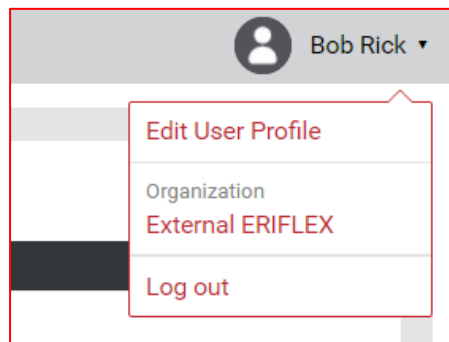 Bob Rick
Edit User Profile
Organization
External ERIFLEX
Log out